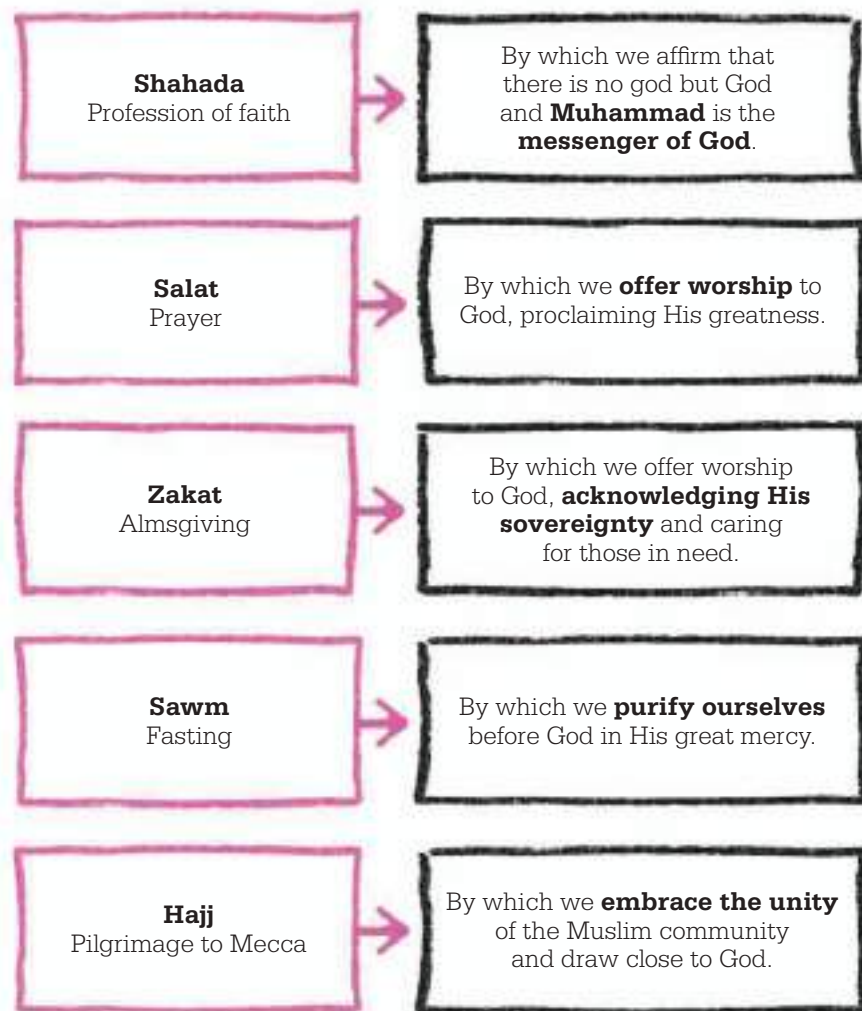 Shahada
Profession of faith
By which we affirm that
there is no god but God
and Muhammad is the
messenger of God.
Salat
Prayer
By which we offer worship to
God, proclaiming His greatness.
Zakat
Almsgiving
By which we offer worship
to God, acknowledging His
sovereignty and caring
for those in need.
Sawm
Fasting
By which we purify ourselves
before God in His great mercy.
Hajj
Pilgrimage to Mecca
By which we embrace the unity
of the Muslim community
and draw close to God.